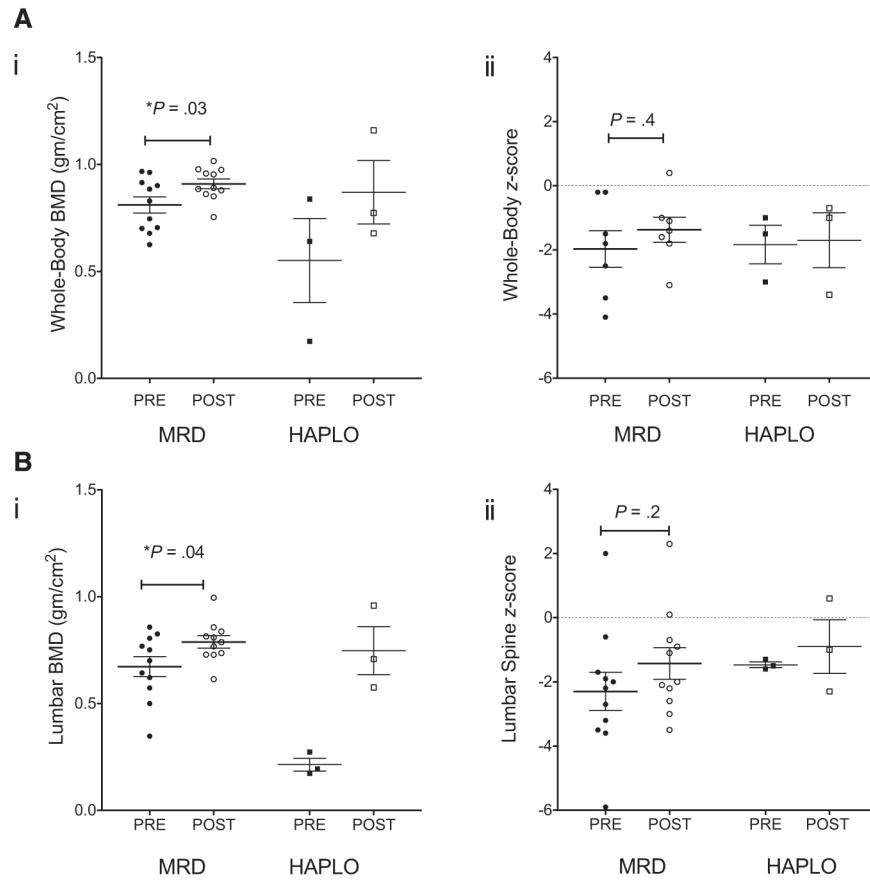 A
i
Whole-Body BMD (gm/cm²)
1.5
1.0
0.5
0.0
*P = .03
PRE POST PRE POST
MRD HAPLO
ii
Whole-Body z-score
4
2
0
-2
-4
-6
P = .4
PRE POST PRE POST
MRD HAPLO
B
i
Lumbar BMD (gm/cm²)
1.5
1.0
0.5
0.0
*P = .04
PRE POST PRE POST
MRD HAPLO
ii
Lumbar Spine z-score
4
2
0
-2
-4
-6
P = .2
PRE POST PRE POST
MRD HAPLO